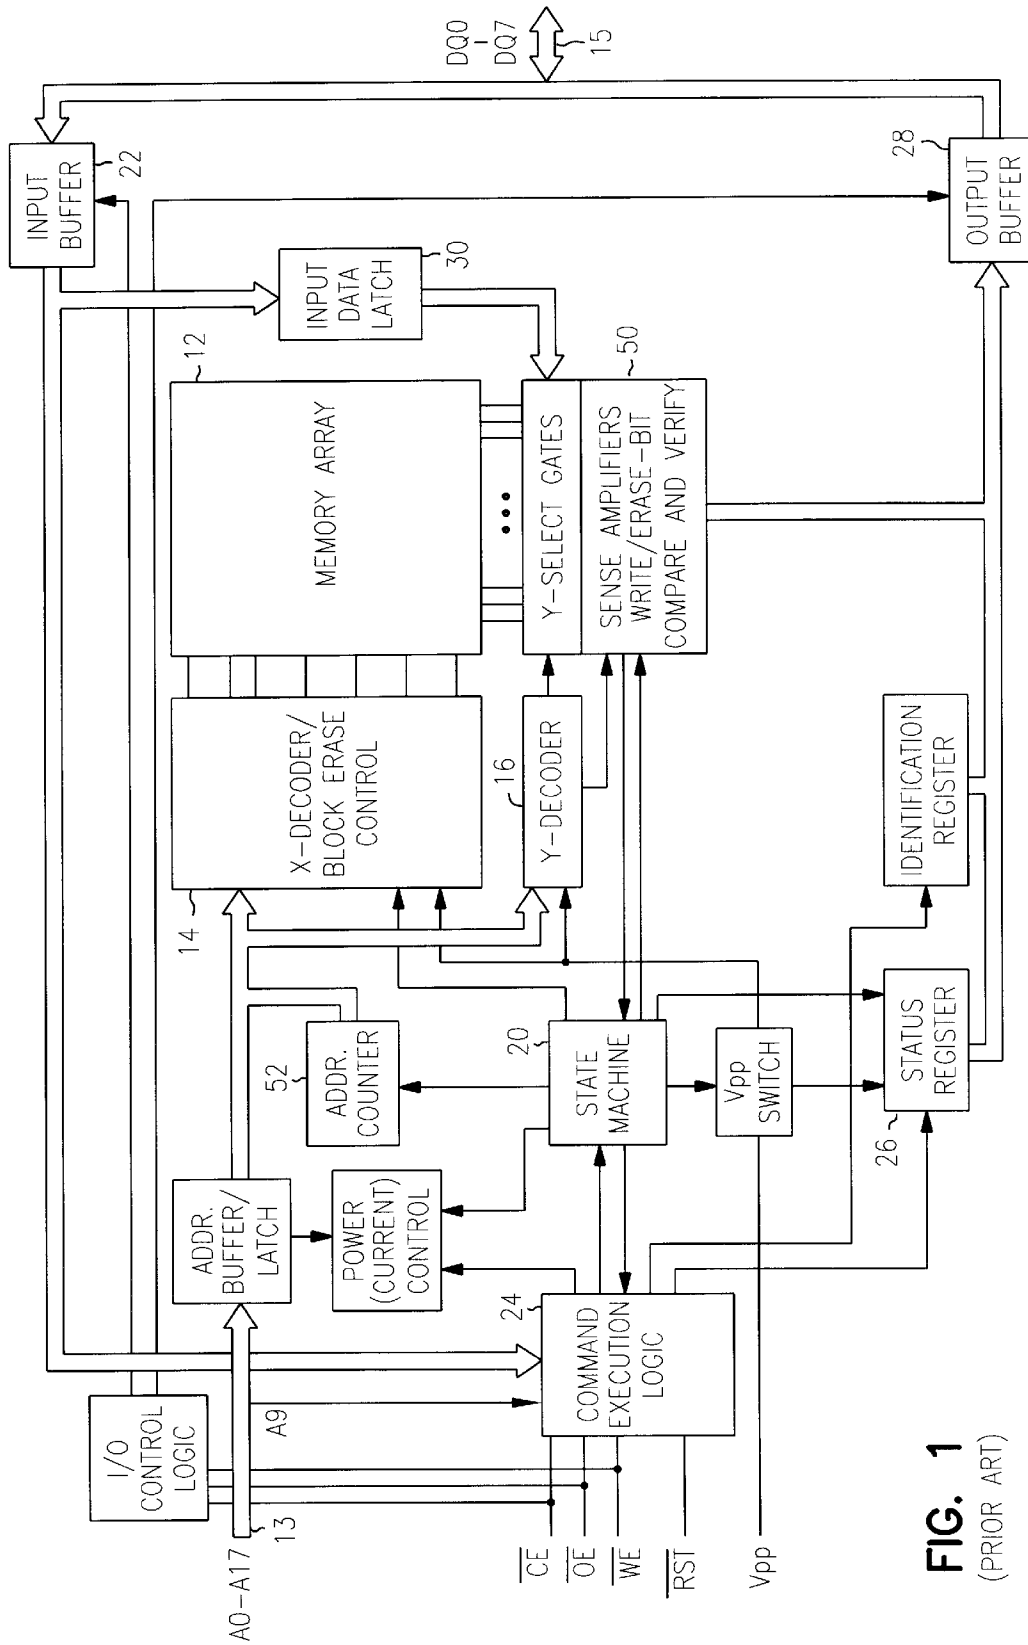 A0-A17
13
I/O
CONTROL
LOGIC
A9
ADDR.
BUFFER/
LATCH
POWER
(CURRENT)
CONTROL
52
ADDR.
COUNTER
14
X-DECODER/
BLOCK ERASE
CONTROL
12
MEMORY ARRAY
INPUT
BUFFER
22
30
INPUT
DATA
LATCH
DQ0
DQ7
15
CE
OE
WE
RST
Vpp
24
COMMAND
EXECUTION
LOGIC
20
STATE
MACHINE
Vpp
SWITCH
16
Y-DECODER
Y-SELECT GATES
50
SENSE AMPLIFIERS
WRITE/ERASE-BIT
COMPARE AND VERIFY
26
STATUS
REGISTER
IDENTIFICATION
REGISTER
28
OUTPUT
BUFFER
FIG. 1
(PRIOR ART)